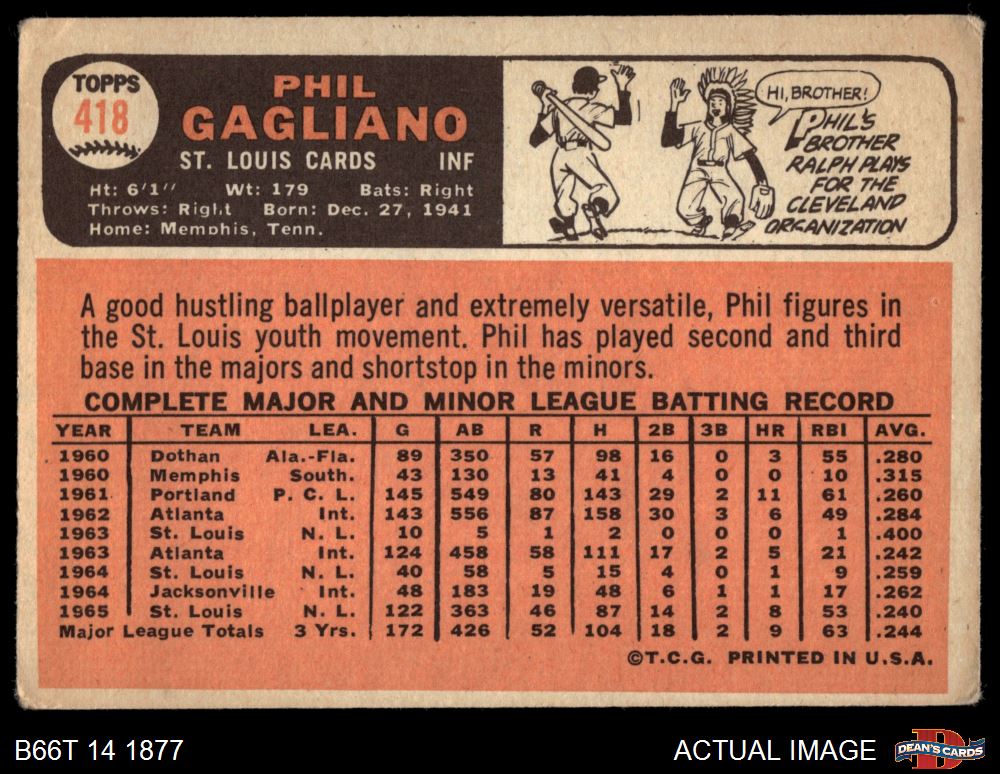 TOPPS
418
PHIL
GAGLIANO
ST. LOUIS CARDS INF
Ht: 6'1" Wt: 179 Bats: Right
Throws: Right Born: Dec. 27, 1941
Home: Memphis, Tenn.
HI, BROTHER!
PHIL'S
BROTHER
RALPH PLAYS
FOR THE
CLEVELAND
ORGANIZATION
A good hustling ballplayer and extremely versatile, Phil figures in
the St. Louis youth movement. Phil has played second and third
base in the majors and shortstop in the minors.
COMPLETE MAJOR AND MINOR LEAGUE BATTING RECORD
YEAR TEAM LEA. G AB R H 2B 3B HR RBI AVG.
1960 Dothan Ala.-Fla. 89 350 57 98 16 0 3 55 .280
1960 Memphis South. 43 130 13 41 4 0 0 10 .315
1961 Portland P. C. L. 145 549 80 143 29 2 11 61 .260
1962 Atlanta Int. 143 556 87 158 30 3 6 49 .284
1963 St. Louis N. L. 10 5 1 2 0 0 0 1 .400
1963 Atlanta Int. 124 458 58 111 17 2 5 21 .242
1964 St. Louis N. L. 40 58 5 15 4 0 1 9 .259
1964 Jacksonville Int. 48 183 19 48 6 1 1 17 .262
1965 St. Louis N. L. 122 363 46 87 14 2 8 53 .240
Major League Totals 3 Yrs. 172 426 52 104 18 2 9 63 .244
©T.C.G. PRINTED IN U.S.A.
B66T 14 1877 ACTUAL IMAGE DEAN'S CARDS